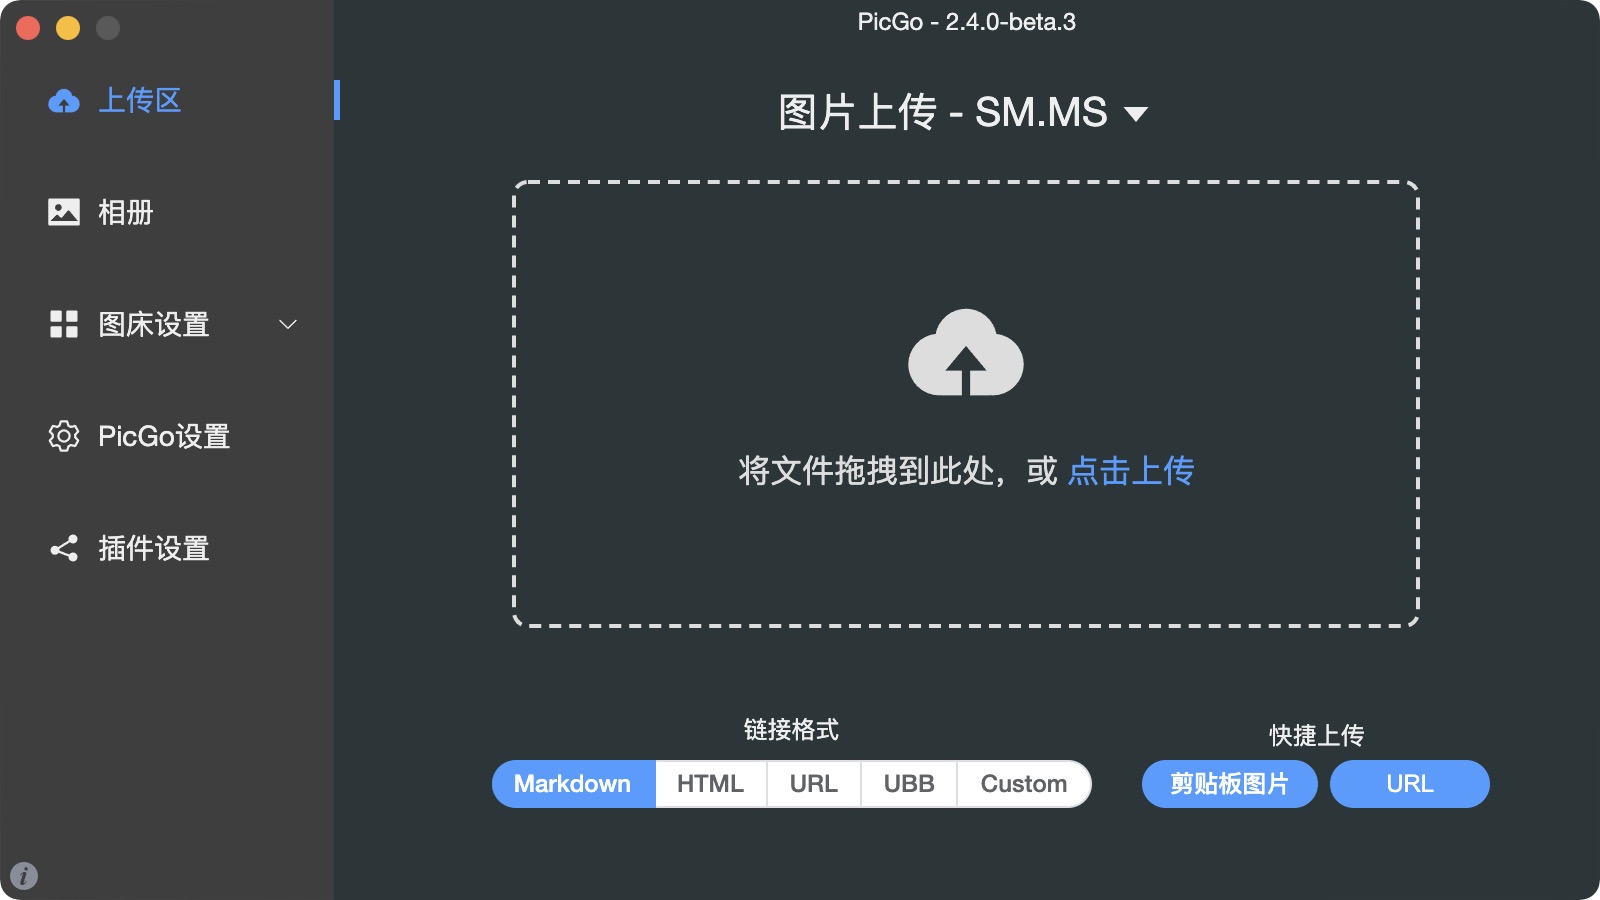 PicGo - 2.4.0-beta.3
上传区
相册
图床设置
PicGo设置
插件设置
图片上传 - SM.MS
将文件拖拽到此处，或 点击上传
链接格式
Markdown HTML URL UBB Custom
快捷上传
剪贴板图片 URL
i